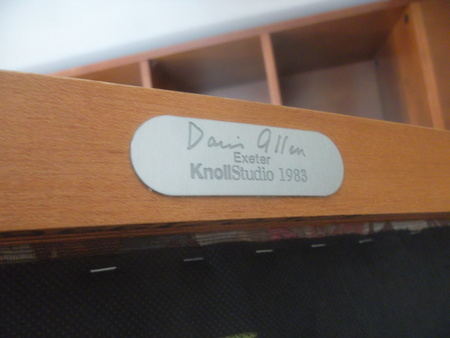 Davis Allen
Exeter
KnollStudio 1983